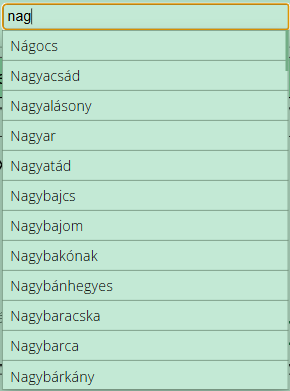 nag
Nágocs
Nagyacsád
Nagyalásony
Nagyar
Nagyatád
Nagybajcs
Nagybajom
Nagybakónak
Nagybánhegyes
Nagybaracska
Nagybarca
Nagybárkány